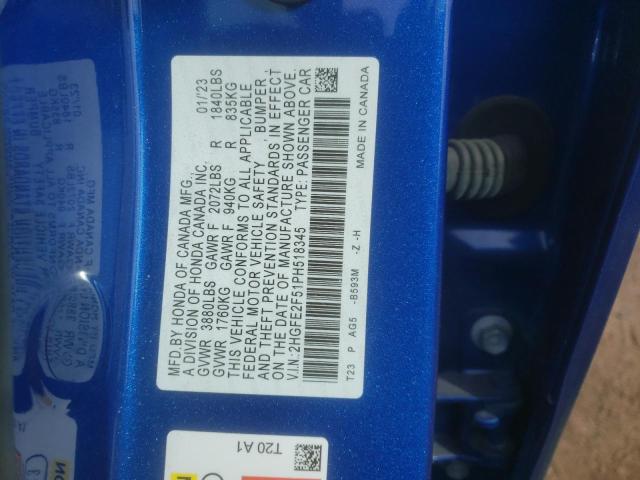 MFD.BY HONDA OF CANADA MFG. 01/'23
A DIVISION OF HONDA CANADA INC.
GVWR 3880LBS GAWR F 2072LBS R 1840LBS
GVWR 1760KG GAWR F 940KG R 835KG
THIS VEHICLE CONFORMS TO ALL APPLICABLE
FEDERAL MOTOR VEHICLE SAFETY BUMPER
AND THEFT PREVENTION STANDARDS, IN EFFECT
ON THE DATE OF MANUFACTURE SHOWN ABOVE.
V.I.N.:2HGFE2F51PH518345 TYPE: PASSENGER CAR
T23 P AG5 -B593M -Z -H MADE IN CANADA
T20 A1